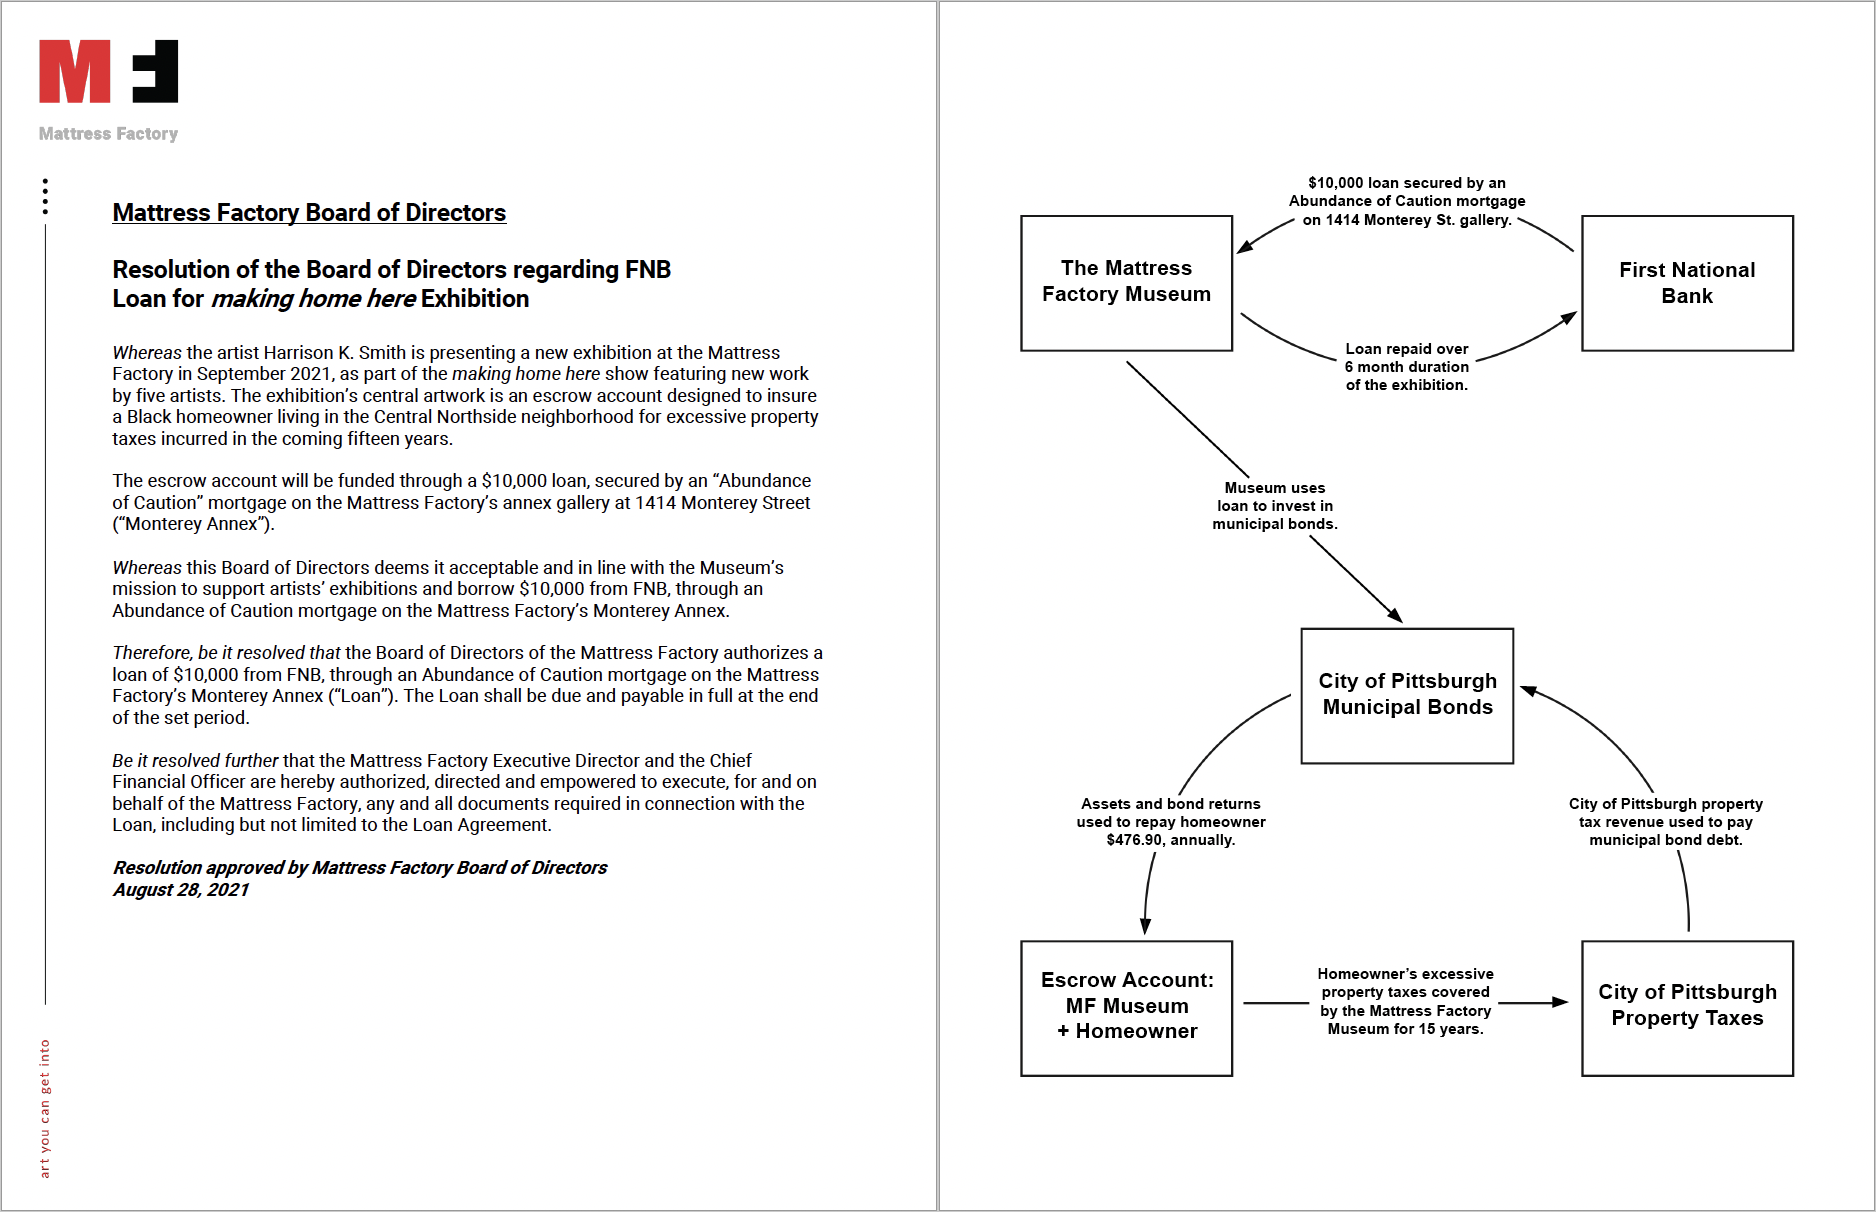 MF
Mattress Factory
Mattress Factory Board of Directors
Resolution of the Board of Directors regarding FNB
Loan for making home here Exhibition
Whereas the artist Harrison K. Smith is presenting a new exhibition at the Mattress
Factory in September 2021, as part of the making home here show featuring new work
by five artists. The exhibition's central artwork is an escrow account designed to insure
a Black homeowner living in the Central Northside neighborhood for excessive property
taxes incurred in the coming fifteen years.
The escrow account will be funded through a $10,000 loan, secured by an “Abundance
of Caution” mortgage on the Mattress Factory’s annex gallery at 1414 Monterey Street
(“Monterey Annex”).
Whereas this Board of Directors deems it acceptable and in line with the Museum’s
mission to support artists’ exhibitions and borrow $10,000 from FNB, through an
Abundance of Caution mortgage on the Mattress Factory’s Monterey Annex.
Therefore, be it resolved that the Board of Directors of the Mattress Factory authorizes a
loan of $10,000 from FNB, through an Abundance of Caution mortgage on the Mattress
Factory’s Monterey Annex (“Loan”). The Loan shall be due and payable in full at the end
of the set period.
Be it resolved further that the Mattress Factory Executive Director and the Chief
Financial Officer are hereby authorized, directed and empowered to execute, for and on
behalf of the Mattress Factory, any and all documents required in connection with the
Loan, including but not limited to the Loan Agreement.
Resolution approved by Mattress Factory Board of Directors
August 28, 2021
art you can get into
$10,000 loan secured by an
Abundance of Caution mortgage
on 1414 Monterey St. gallery.
The Mattress
Factory Museum
First National
Bank
Loan repaid over
6 month duration
of the exhibition.
Museum uses
loan to invest in
municipal bonds.
City of Pittsburgh
Municipal Bonds
Assets and bond returns
used to repay homeowner
$476.90, annually.
City of Pittsburgh property
tax revenue used to pay
municipal bond debt.
Escrow Account:
MF Museum
+ Homeowner
Homeowner’s excessive
property taxes covered
by the Mattress Factory
Museum for 15 years.
City of Pittsburgh
Property Taxes